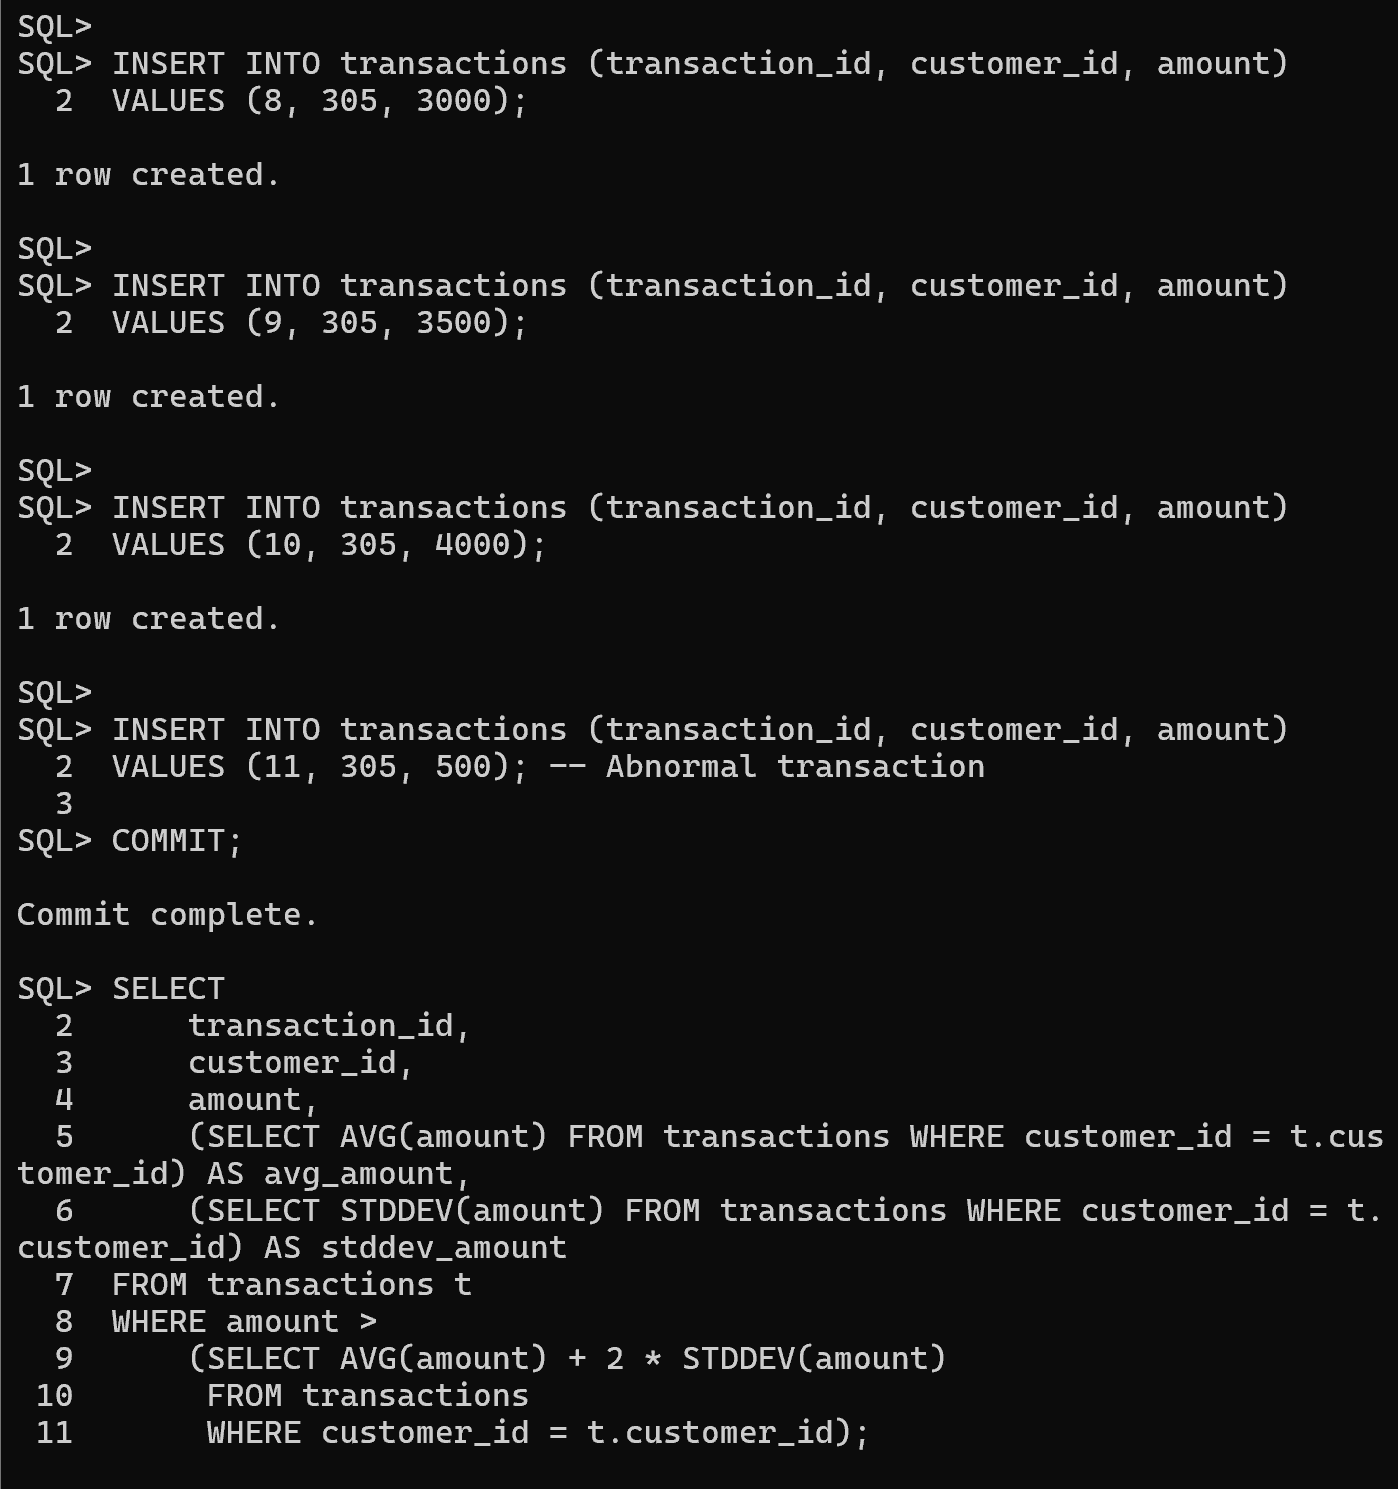 SQL>
SQL> INSERT INTO transactions (transaction_id, customer_id, amount)
  2  VALUES (8, 305, 3000);

1 row created.

SQL>
SQL> INSERT INTO transactions (transaction_id, customer_id, amount)
  2  VALUES (9, 305, 3500);

1 row created.

SQL>
SQL> INSERT INTO transactions (transaction_id, customer_id, amount)
  2  VALUES (10, 305, 4000);

1 row created.

SQL>
SQL> INSERT INTO transactions (transaction_id, customer_id, amount)
  2  VALUES (11, 305, 500); -- Abnormal transaction
  3
SQL> COMMIT;

Commit complete.

SQL> SELECT
  2      transaction_id,
  3      customer_id,
  4      amount,
  5      (SELECT AVG(amount) FROM transactions WHERE customer_id = t.cus
tomer_id) AS avg_amount,
  6      (SELECT STDDEV(amount) FROM transactions WHERE customer_id = t.
customer_id) AS stddev_amount
  7  FROM transactions t
  8  WHERE amount >
  9      (SELECT AVG(amount) + 2 * STDDEV(amount)
 10       FROM transactions
 11       WHERE customer_id = t.customer_id);